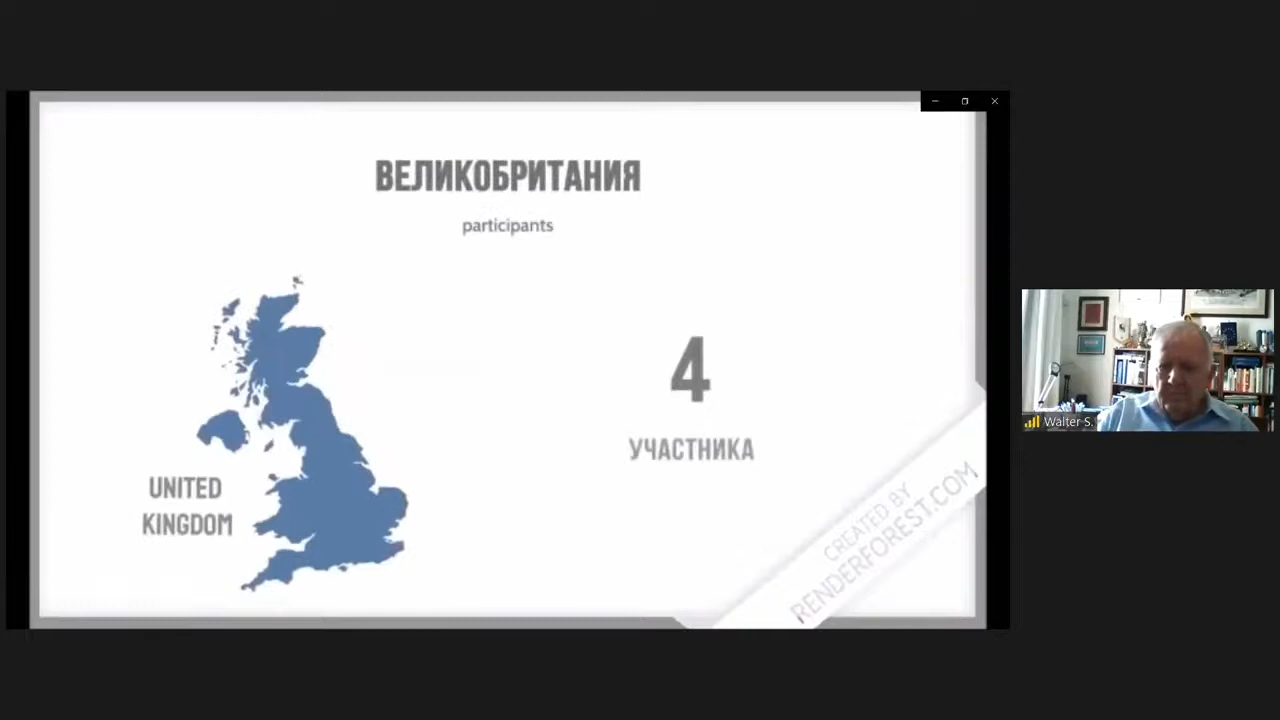 ВЕЛИКОБРИТАНИЯ
participants
4
УЧАСТНИКА
UNITED
KINGDOM
CREATED BY
RENDERFOREST.COM
Walter S.